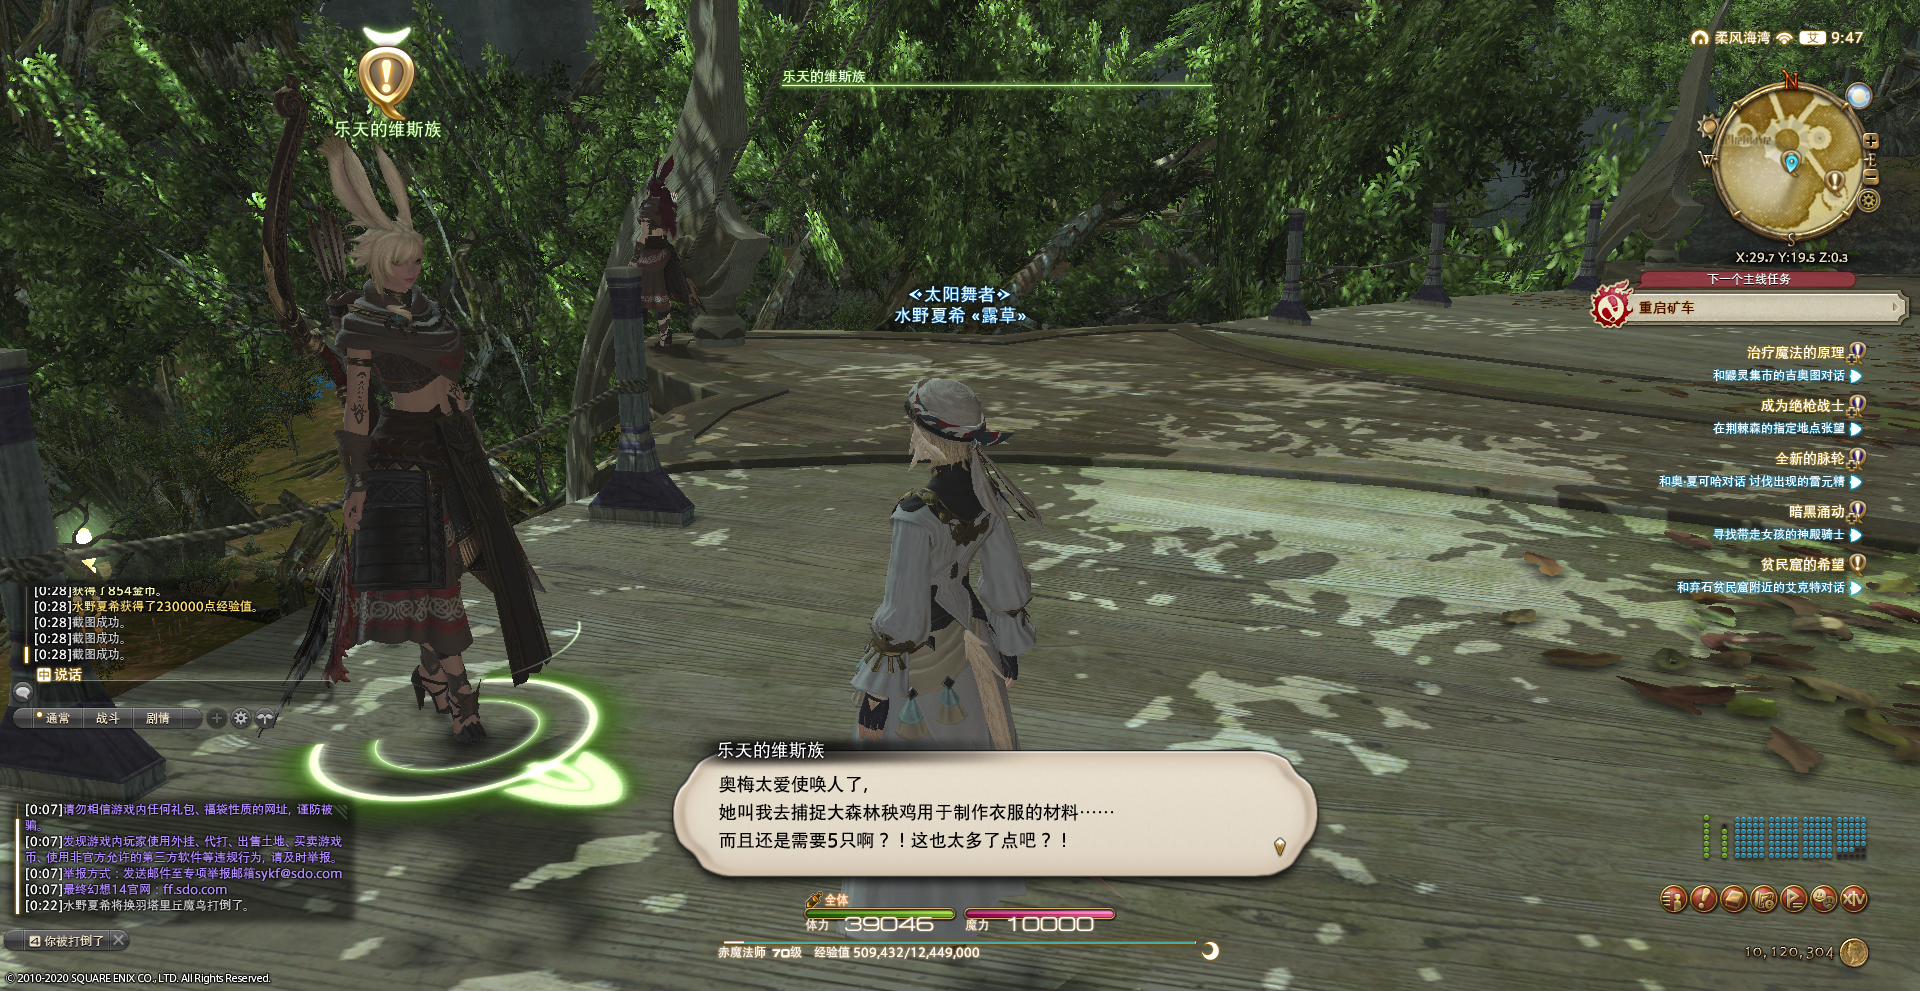 柔风海湾 艾 9:47
乐天的维斯族
乐天的维斯族
N
W
E
S
X:29.7 Y:19.5 Z:0.3
下一个主线任务
重启矿车
太阳舞者
水野夏希 «露草»
治疗魔法的原理
和鼹灵集市的吉奥图对话
成为绝枪战士
在荆棘森的指定地点张望
全新的脉轮
和奥·夏可哈对话 讨伐出现的雷元精
暗黑涌动
寻找带走女孩的神殿骑士
贫民窟的希望
和弃石贫民窟附近的艾克特对话
[0:28]获得了854金币。
[0:28]水野夏希获得了230000点经验值。
[0:28]截图成功。
[0:28]截图成功。
[0:28]截图成功。
说话
通常 战斗 剧情
乐天的维斯族
奥梅太爱使唤人了，
她叫我去捕捉大森林秧鸡用于制作衣服的材料……
而且还是需要5只啊？！这也太多了点吧？！
[0:07]请勿相信游戏内任何礼包、福袋性质的网址，谨防被
骗。
[0:07]发现游戏内玩家使用外挂、代打、出售土地、买卖游戏
币、使用非官方允许的第三方软件等违规行为，请及时举报。
[0:07]举报方式：发送邮件至专项举报邮箱sykf@sdo.com
[0:07]最终幻想14官网：ff.sdo.com
[0:22]水野夏希将换羽塔里丘魔鸟打倒了。
4 你被打倒了
全体
体力 39046 魔力 10000
赤魔法师 70级 经验值 509,432/12,449,000
XIV
10,120,304
© 2010-2020 SQUARE ENIX CO., LTD. All Rights Reserved.